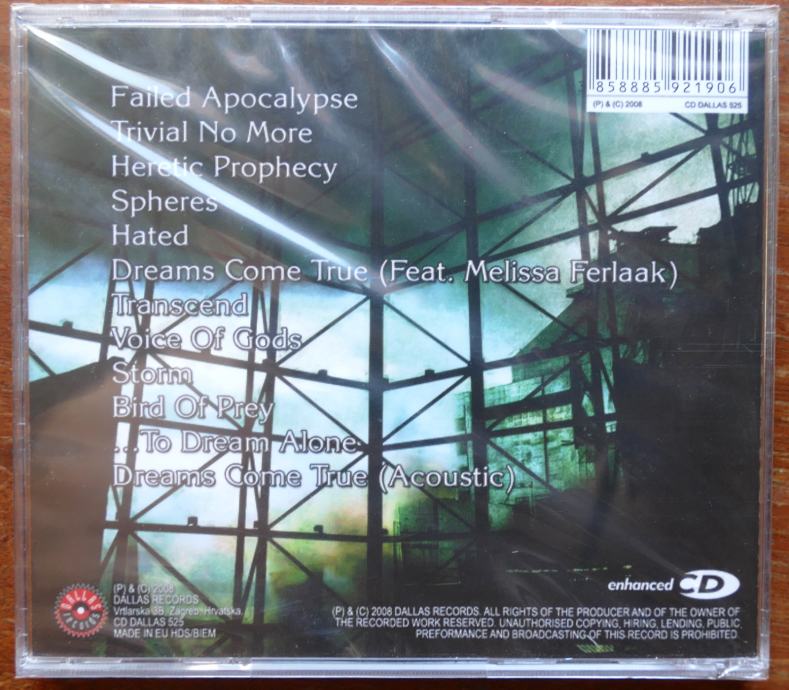 3 858885 921906
(P) & (C) 2008 CD DALLAS 525
Failed Apocalypse
Trivial No More
Heretic Prophecy
Spheres
Hated
Dreams Come True (Feat. Melissa Ferlaak)
Transcend
Voice Of Gods
Storm
Bird Of Prey
...To Dream Alone
Dreams Come True (Acoustic)
enhanced CD
DALLAS RECORDS
(P) & (C) 2008
DALLAS RECORDS
Vrtlarska 3B, Zagreb, Hrvatska.
CD DALLAS 525
MADE IN EU HDS/BIEM
(P) & (C) 2008 DALLAS RECORDS. ALL RIGHTS OF THE PRODUCER AND OF THE OWNER OF
THE RECORDED WORK RESERVED. UNAUTHORISED COPYING, HIRING, LENDING, PUBLIC
PREFORMANCE AND BROADCASTING OF THIS RECORD IS PROHIBITED.